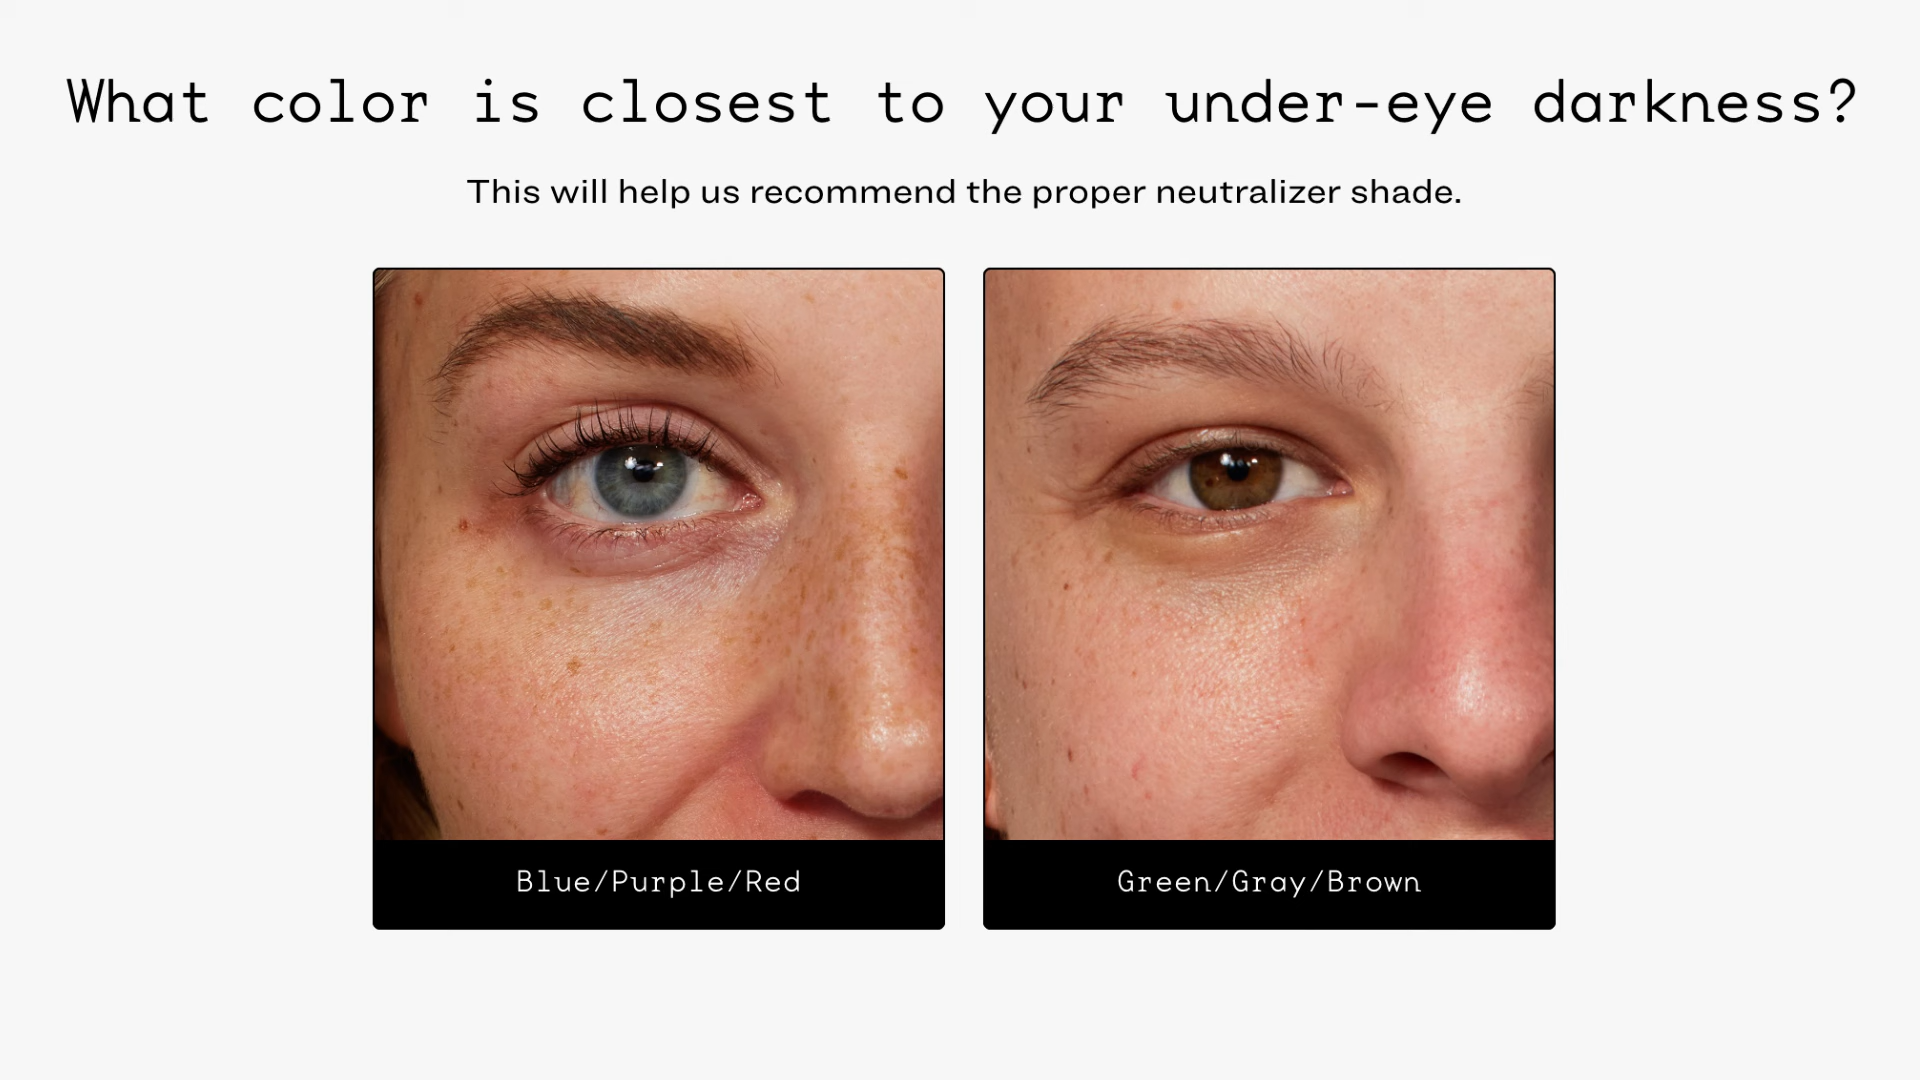 What color is closest to your under-eye darkness?
This will help us recommend the proper neutralizer shade.
Blue/Purple/Red
Green/Gray/Brown